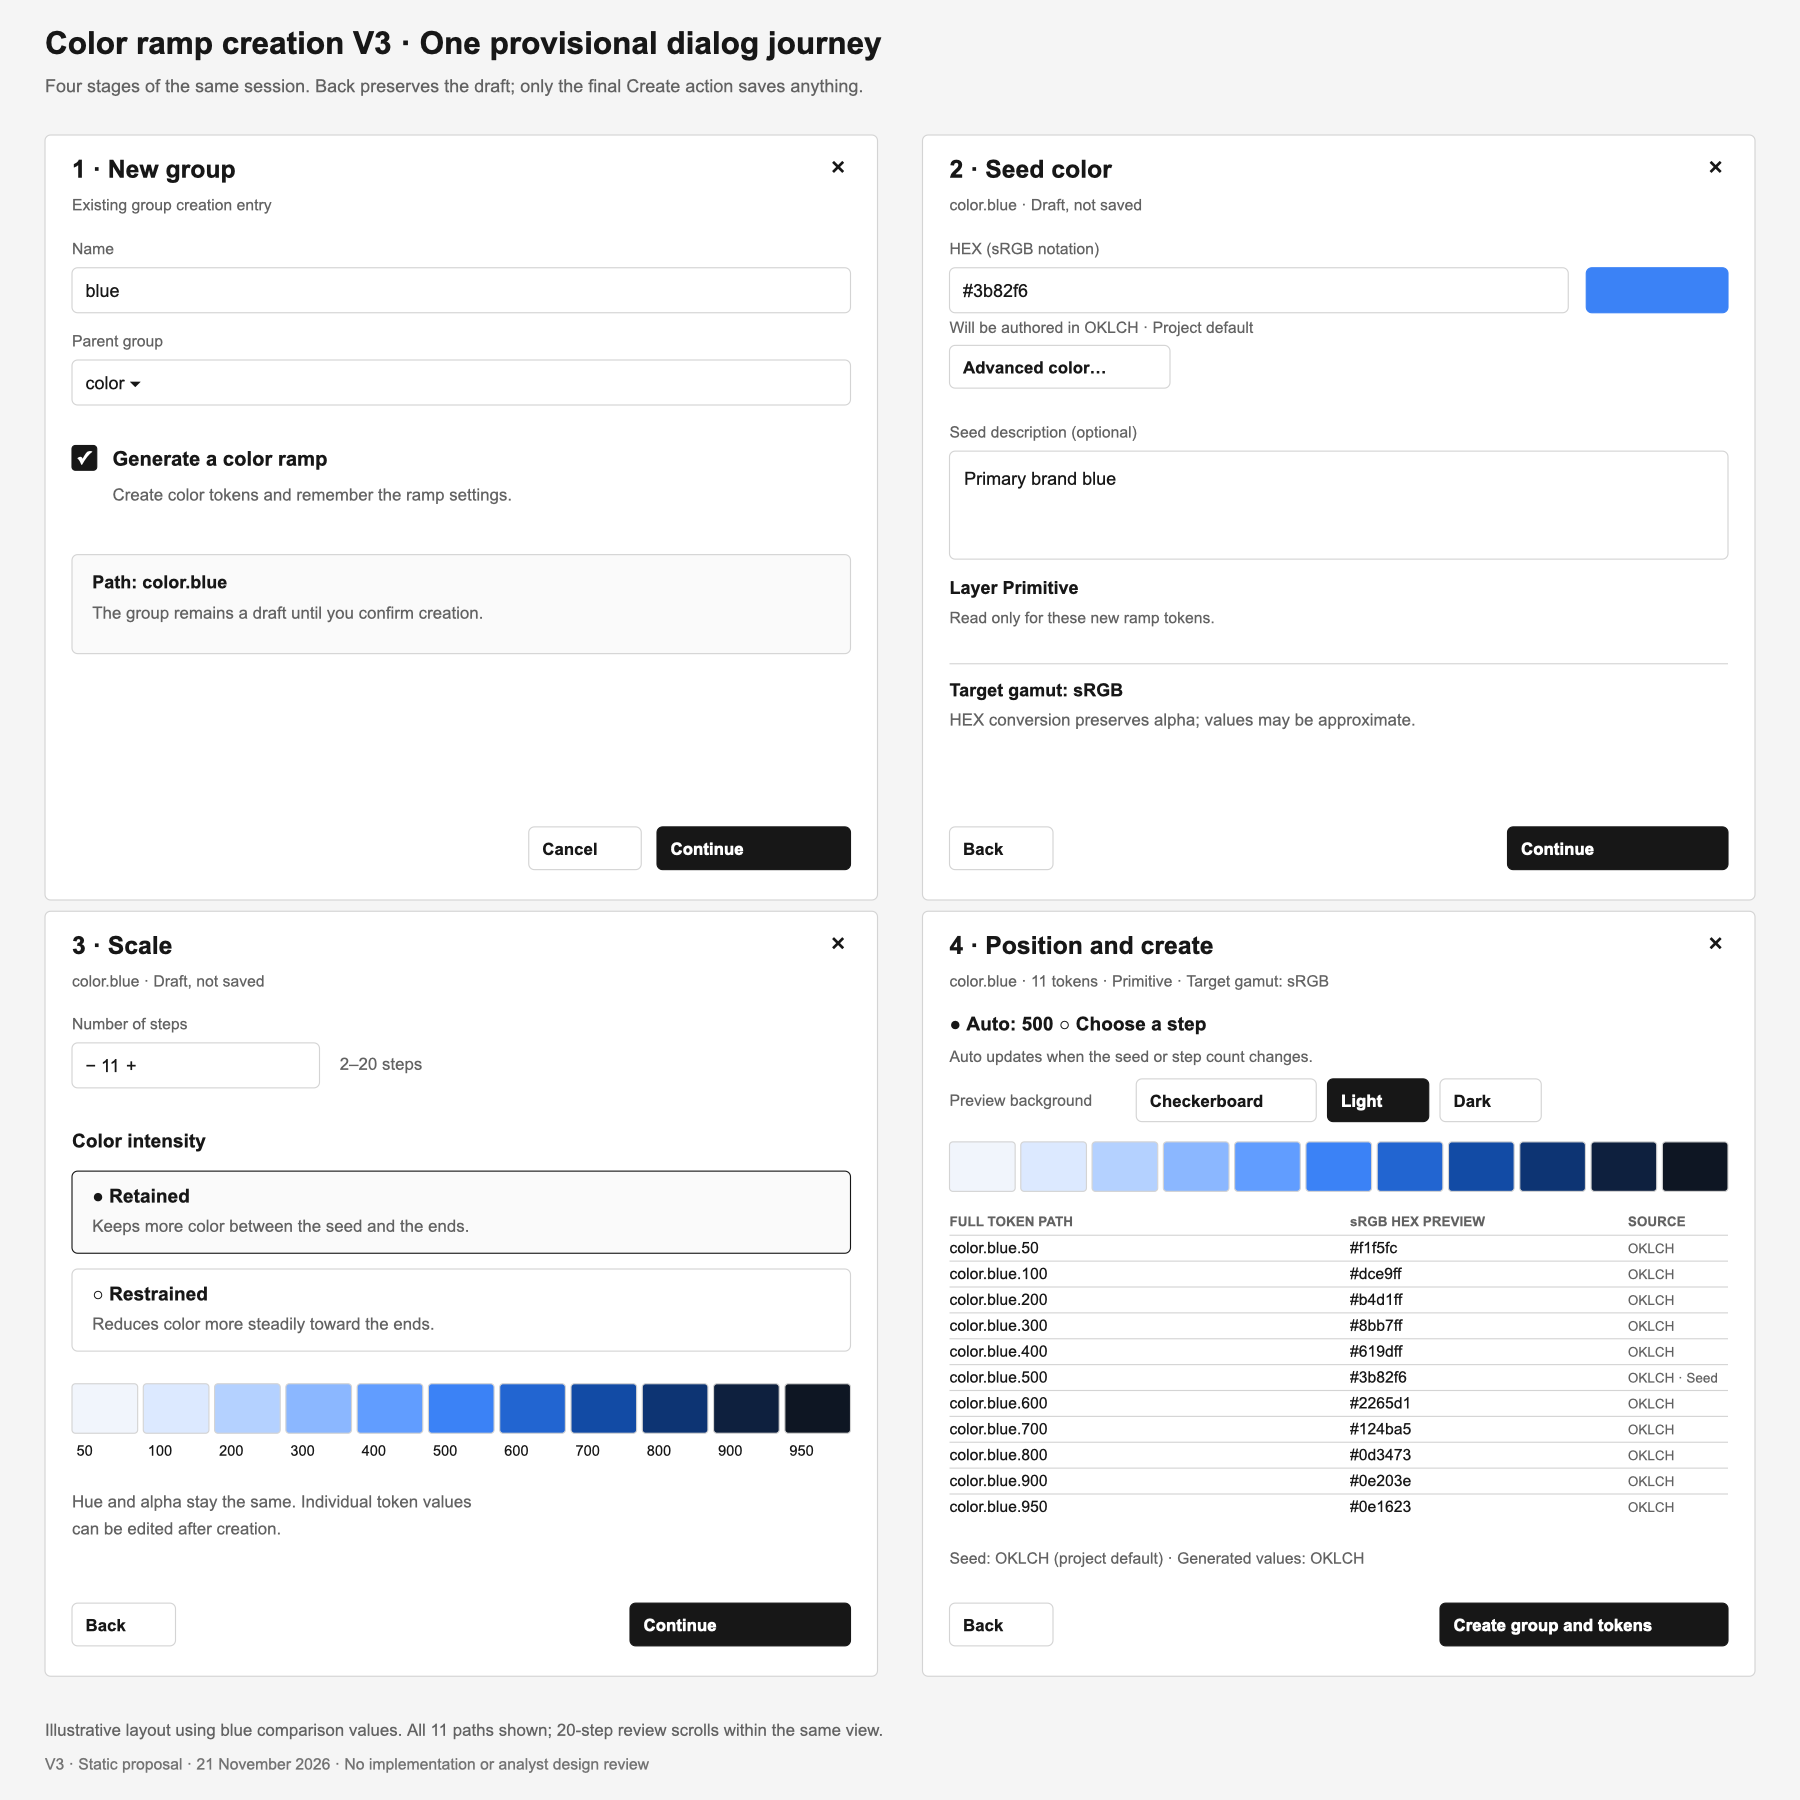 Color ramp creation V3 · One provisional dialog journey
Four stages of the same session. Back preserves the draft; only the final Create action saves anything.
1 · New group
×
Existing group creation entry
Name
blue
Parent group
color
Generate a color ramp
Create color tokens and remember the ramp settings.
Path: color.blue
The group remains a draft until you confirm creation.
Cancel
Continue
2 · Seed color
×
color.blue · Draft, not saved
HEX (sRGB notation)
#3b82f6
Will be authored in OKLCH · Project default
Advanced color…
Seed description (optional)
Primary brand blue
Layer Primitive
Read only for these new ramp tokens.
Target gamut: sRGB
HEX conversion preserves alpha; values may be approximate.
Back
Continue
3 · Scale
×
color.blue · Draft, not saved
Number of steps
− 11 +
2–20 steps
Color intensity
● Retained
Keeps more color between the seed and the ends.
○ Restrained
Reduces color more steadily toward the ends.
50 100 200 300 400 500 600 700 800 900 950
Hue and alpha stay the same. Individual token values
can be edited after creation.
Back
Continue
4 · Position and create
×
color.blue · 11 tokens · Primitive · Target gamut: sRGB
● Auto: 500 ○ Choose a step
Auto updates when the seed or step count changes.
Preview background
Checkerboard
Light
Dark
FULL TOKEN PATH sRGB HEX PREVIEW SOURCE
color.blue.50 #f1f5fc OKLCH
color.blue.100 #dce9ff OKLCH
color.blue.200 #b4d1ff OKLCH
color.blue.300 #8bb7ff OKLCH
color.blue.400 #619dff OKLCH
color.blue.500 #3b82f6 OKLCH · Seed
color.blue.600 #2265d1 OKLCH
color.blue.700 #124ba5 OKLCH
color.blue.800 #0d3473 OKLCH
color.blue.900 #0e203e OKLCH
color.blue.950 #0e1623 OKLCH
Seed: OKLCH (project default) · Generated values: OKLCH
Back
Create group and tokens
Illustrative layout using blue comparison values. All 11 paths shown; 20-step review scrolls within the same view.
V3 · Static proposal · 21 November 2026 · No implementation or analyst design review